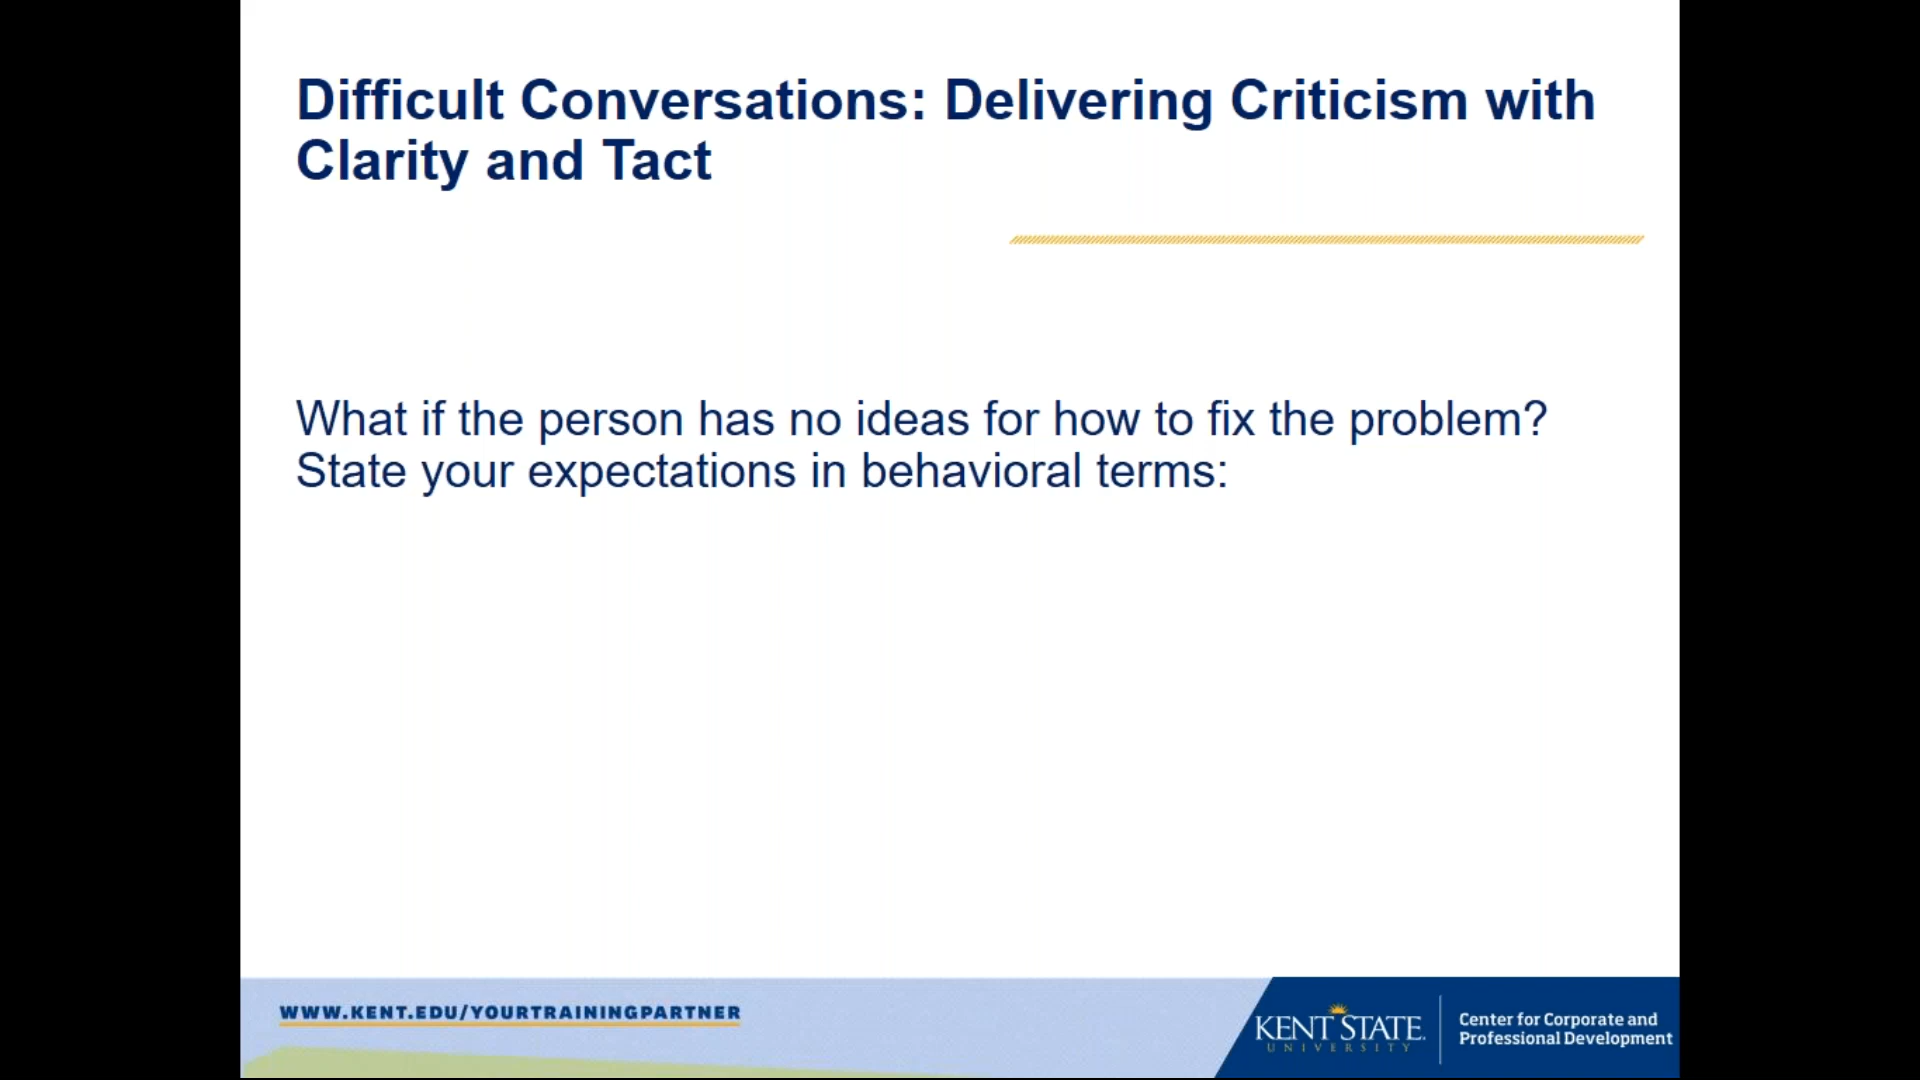 Difficult Conversations: Delivering Criticism with
Clarity and Tact
What if the person has no ideas for how to fix the problem?
State your expectations in behavioral terms:
WWW.KENT.EDU/YOURTRAININGPARTNER
KENT STATE
UNIVERSITY
Center for Corporate and
Professional Development